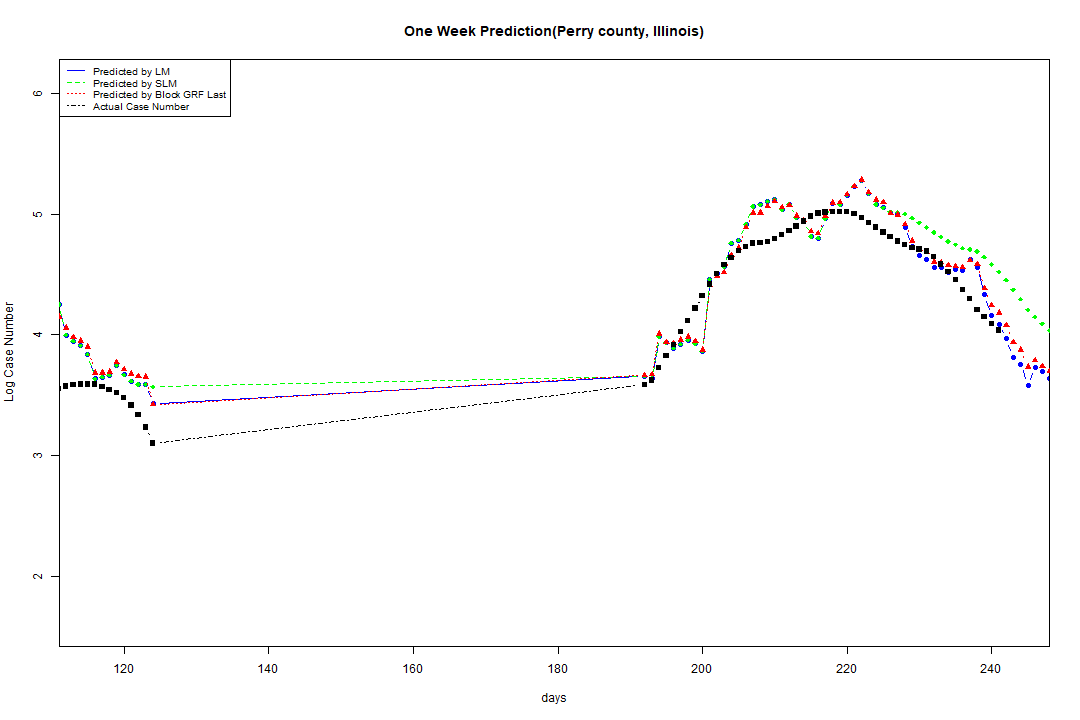 One Week Prediction(Perry county, Illinois)
Predicted by LM
Predicted by SLM
Predicted by Block GRF Last
Actual Case Number
6
5
4
3
2
Log Case Number
120 140 160 180 200 220 240
days